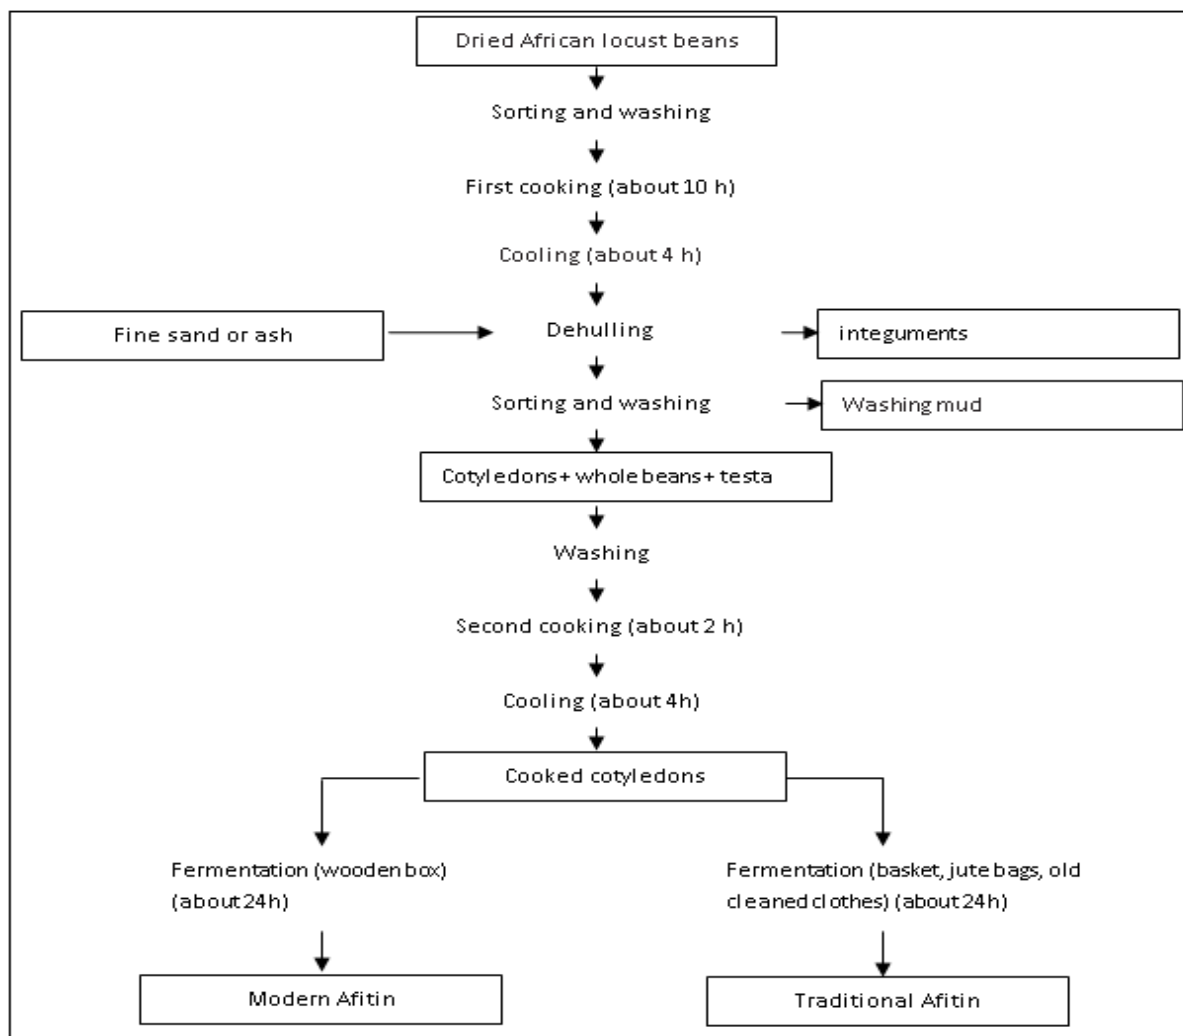 Dried African locust beans
Sorting and washing
First cooking (about 10 h)
Cooling (about 4 h)
Fine sand or ash
Dehulling
integuments
Sorting and washing
Washing mud
Cotyledons+ whole beans+ testa
Washing
Second cooking (about 2 h)
Cooling (about 4h)
Cooked cotyledons
Fermentation (wooden box)
(about 24h)
Fermentation (basket, jute bags, old
cleaned clothes) (about 24h)
Modern Afitin
Traditional Afitin